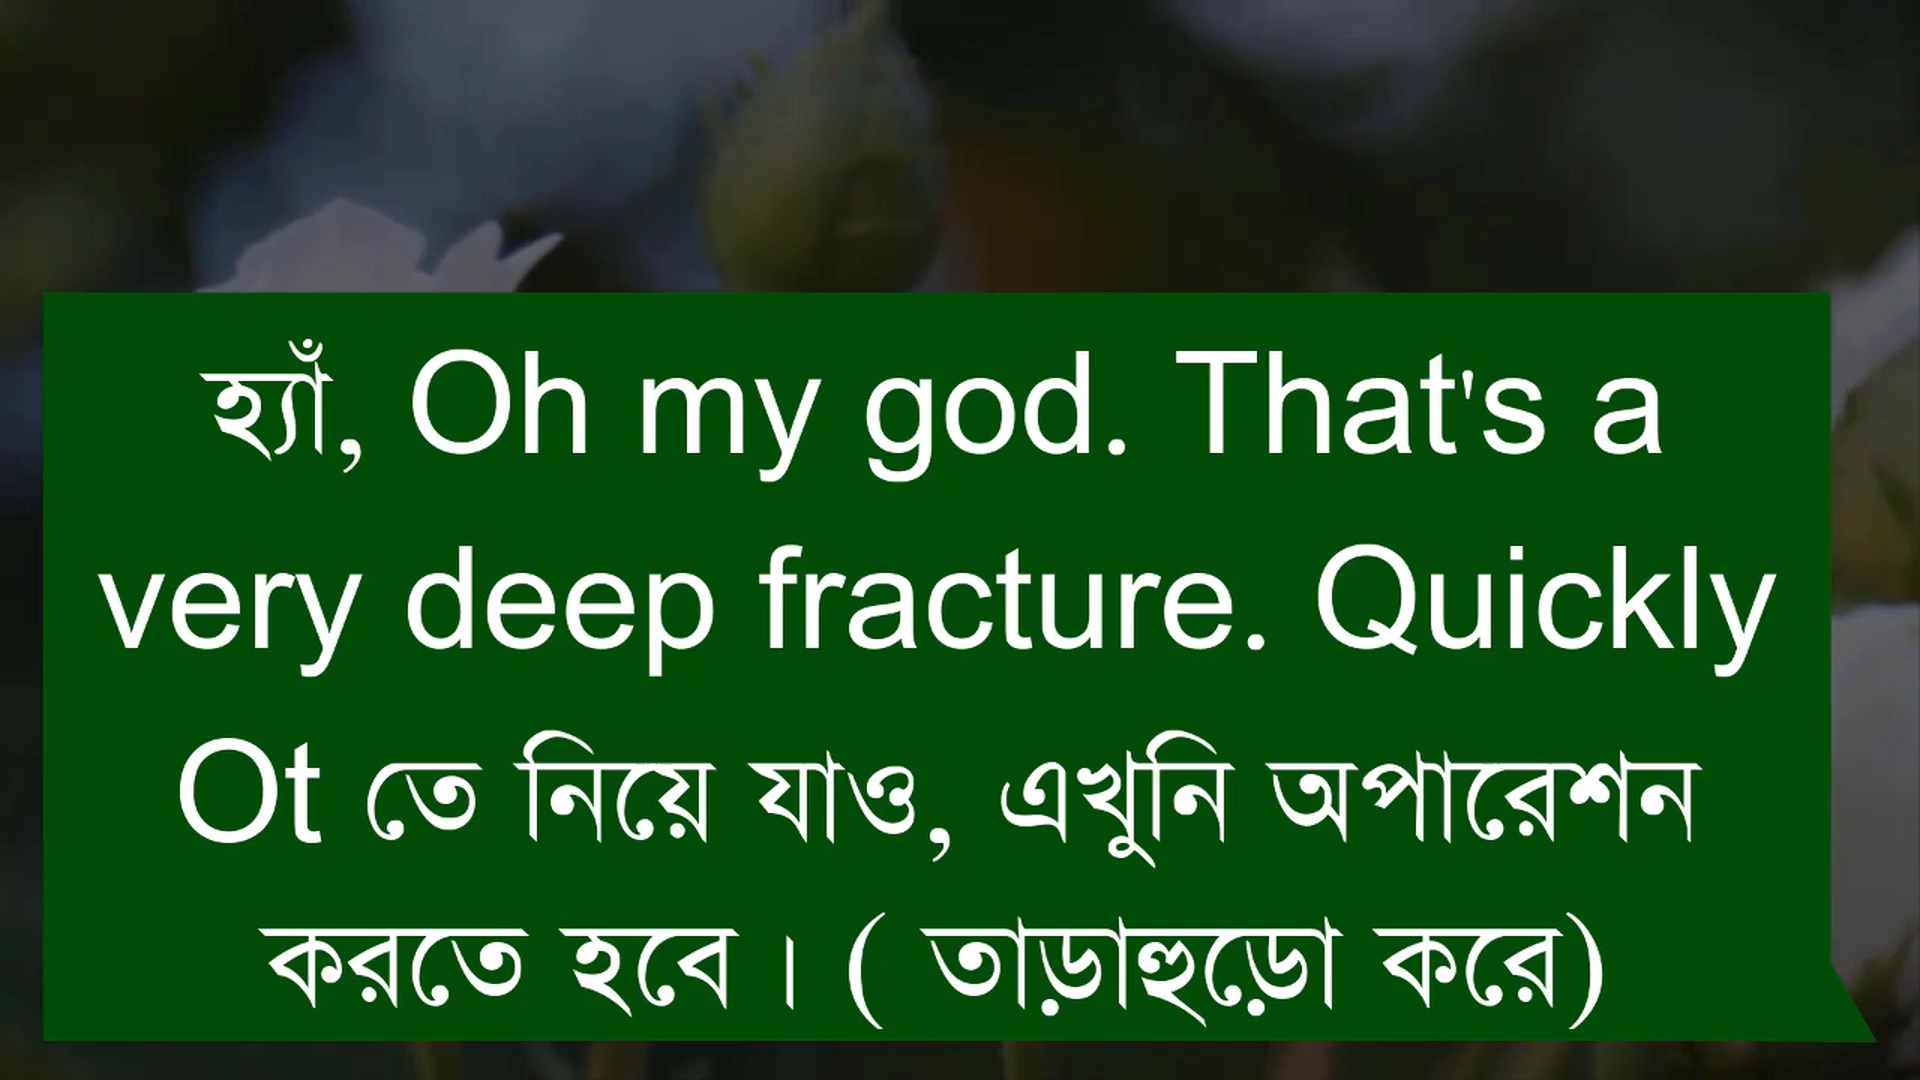 হ্যাঁ, Oh my god. That's a
very deep fracture. Quickly
Ot তে নিয়ে যাও, এখুনি অপারেশন
করতে হবে। ( তাড়াহুড়ো করে)